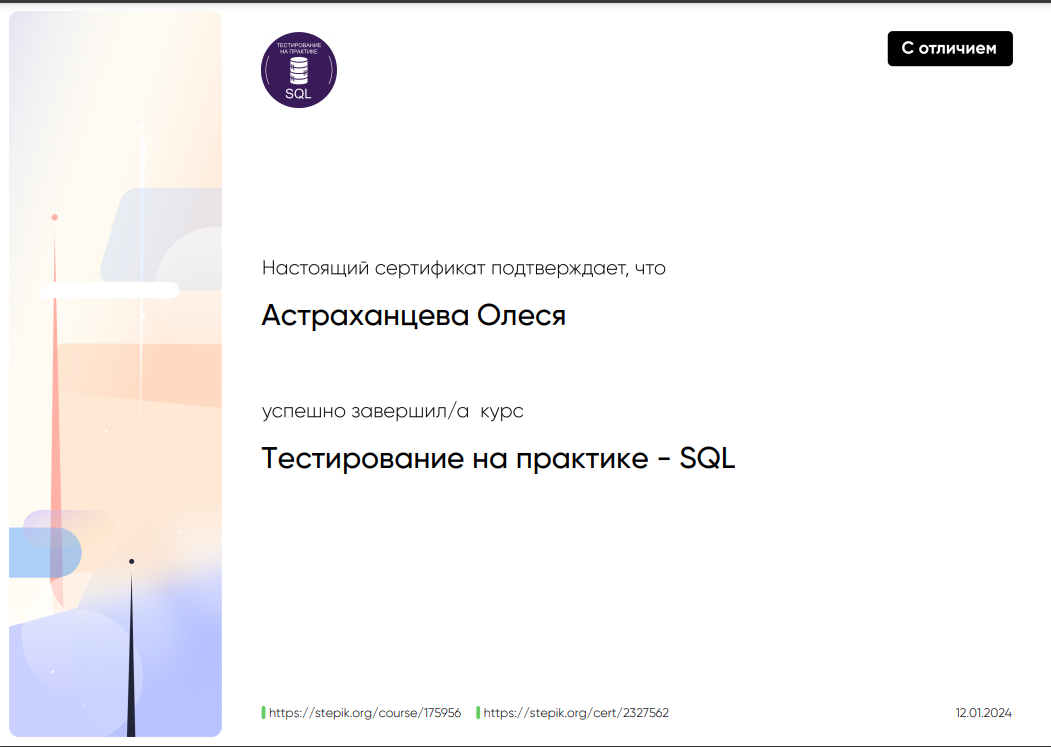 ТЕСТИРОВАНИЕ
НА ПРАКТИКЕ
SQL
С отличием
Настоящий сертификат подтверждает, что
Астраханцева Олеся
успешно завершил/а курс
Тестирование на практике - SQL
https://stepik.org/course/175956 https://stepik.org/cert/2327562 12.01.2024